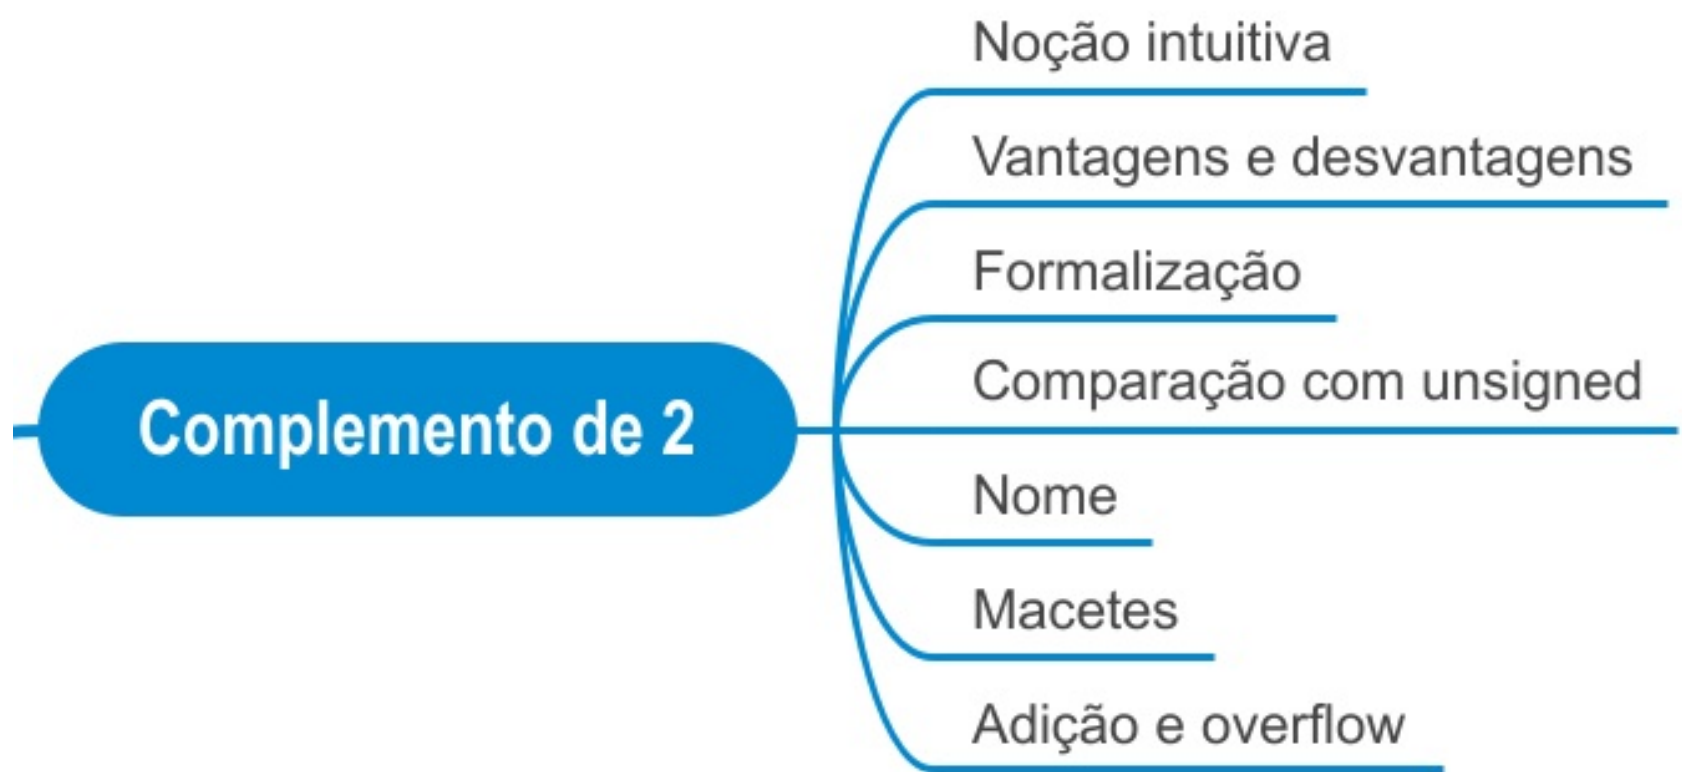 Noção intuitiva
Vantagens e desvantagens
Formalização
Comparação com unsigned
Complemento de 2
Nome
Macetes
Adição e overflow